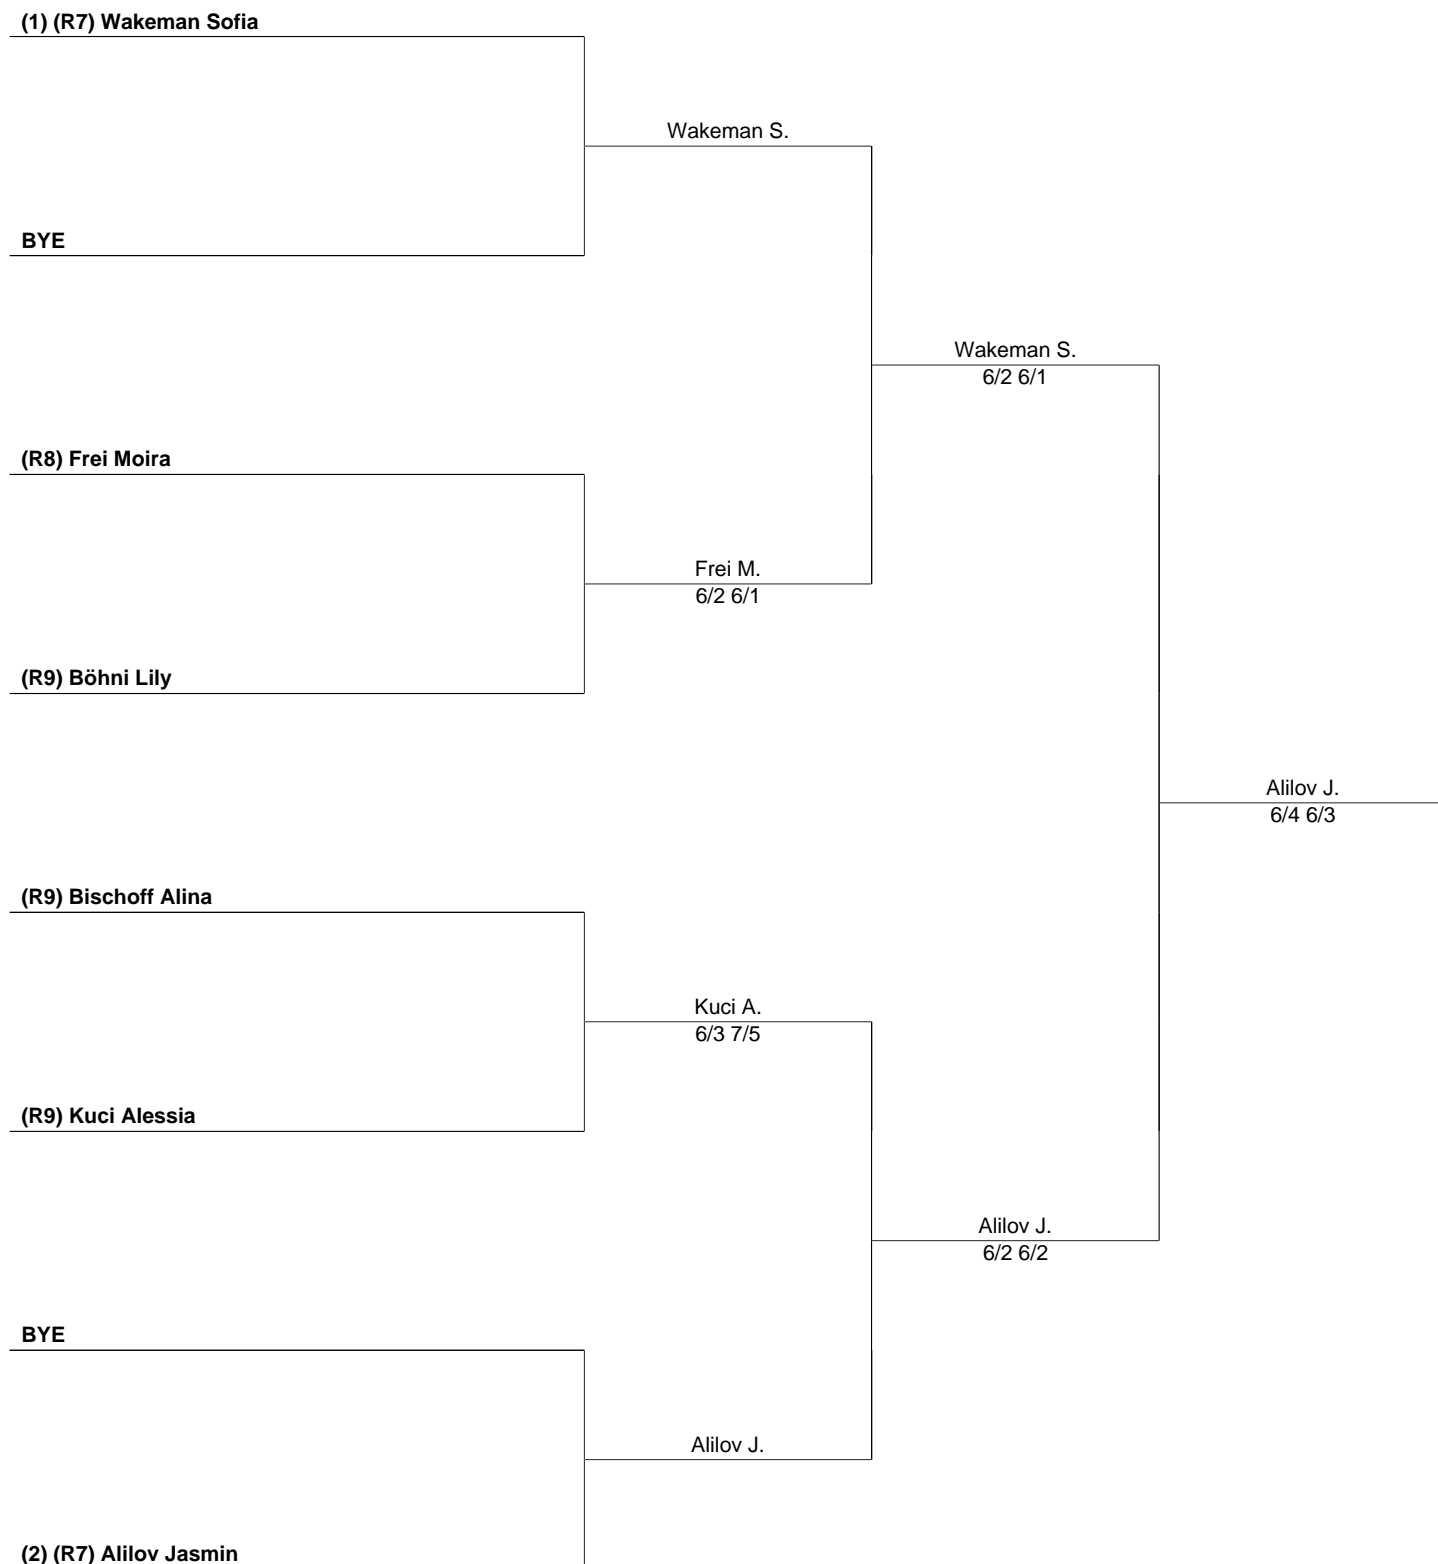 (1) (R7) Wakeman Sofia
Wakeman S.
BYE
Wakeman S.
6/2 6/1
(R8) Frei Moira
Frei M.
6/2 6/1
(R9) Böhni Lily
Alilov J.
6/4 6/3
(R9) Bischoff Alina
Kuci A.
6/3 7/5
(R9) Kuci Alessia
Alilov J.
6/2 6/2
BYE
Alilov J.
(2) (R7) Alilov Jasmin